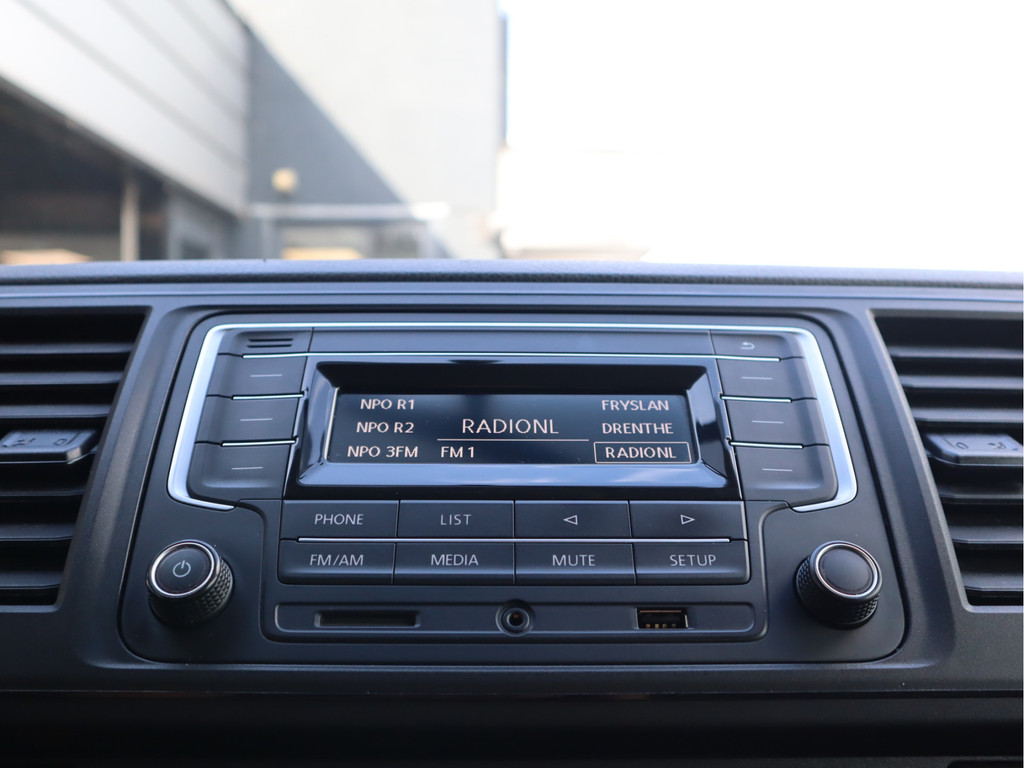 NPO R1
NPO R2
NPO 3FM
RADIONL
FM 1
FRYSLAN
DRENTHE
RADIONL
PHONE
LIST
FM/AM
MEDIA
MUTE
SETUP